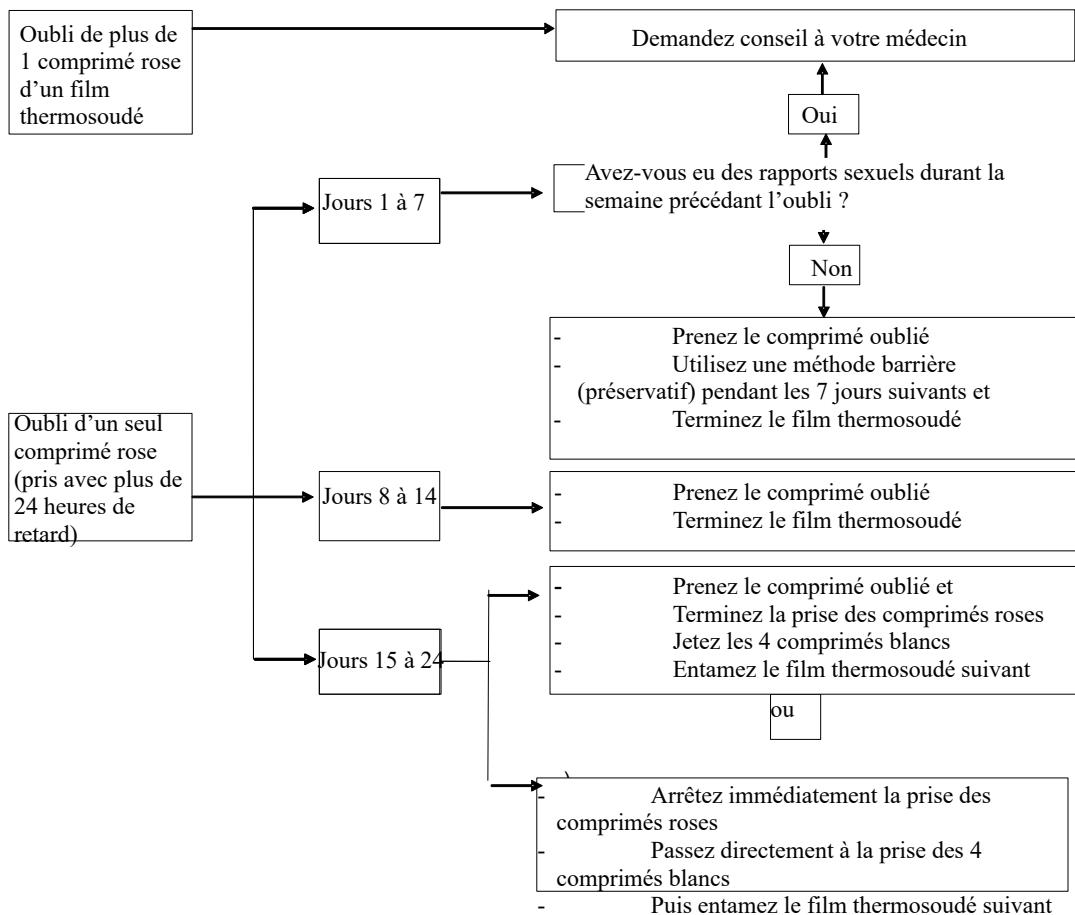 Oubli de plus de
1 comprimé rose
d’un film
thermosoudé
Demandez conseil à votre médecin
Oui
Avez-vous eu des rapports sexuels durant la
semaine précédant l’oubli ?
Jours 1 à 7
Non
- Prenez le comprimé oublié
- Utilisez une méthode barrière
(préservatif) pendant les 7 jours suivants et
- Terminez le film thermosoudé
Oubli d’un seul
comprimé rose
(pris avec plus de
24 heures de
retard)
Jours 8 à 14
- Prenez le comprimé oublié
- Terminez le film thermosoudé
Jours 15 à 24
- Prenez le comprimé oublié et
- Terminez la prise des comprimés roses
- Jetez les 4 comprimés blancs
- Entamez le film thermosoudé suivant
ou
- Arrêtez immédiatement la prise des
comprimés roses
- Passez directement à la prise des 4
comprimés blancs
- Puis entamez le film thermosoudé suivant